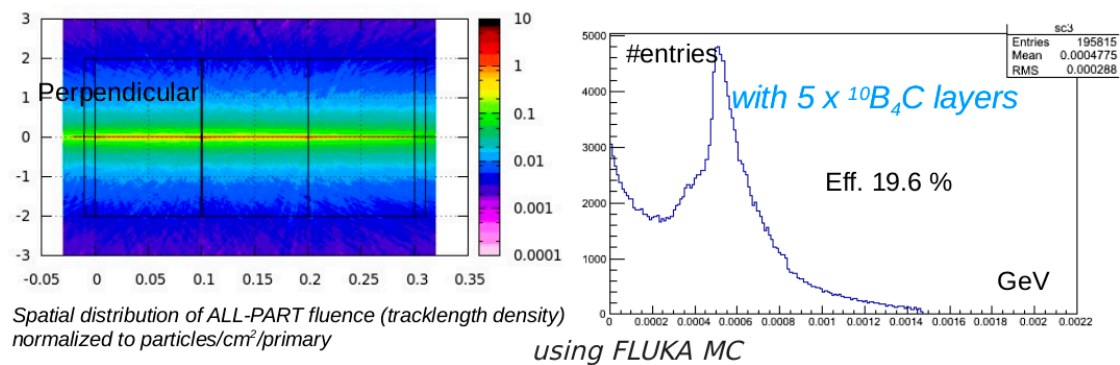 3
2
1
0
-1
-2
-3
-0.05 0 0.05 0.1 0.15 0.2 0.25 0.3 0.35
Perpendicular
10
1
0.1
0.01
0.001
0.0001
Spatial distribution of ALL-PART fluence (tracklength density)
normalized to particles/cm²/primary
sc3
Entries 195815
Mean 0.0004775
RMS 0.000288
#entries
with 5 x ¹⁰B₄C layers
Eff. 19.6 %
GeV
5000
4000
3000
2000
1000
0
0 0.0002 0.0004 0.0006 0.0008 0.001 0.0012 0.0014 0.0016 0.0018 0.002 0.0022
using FLUKA MC